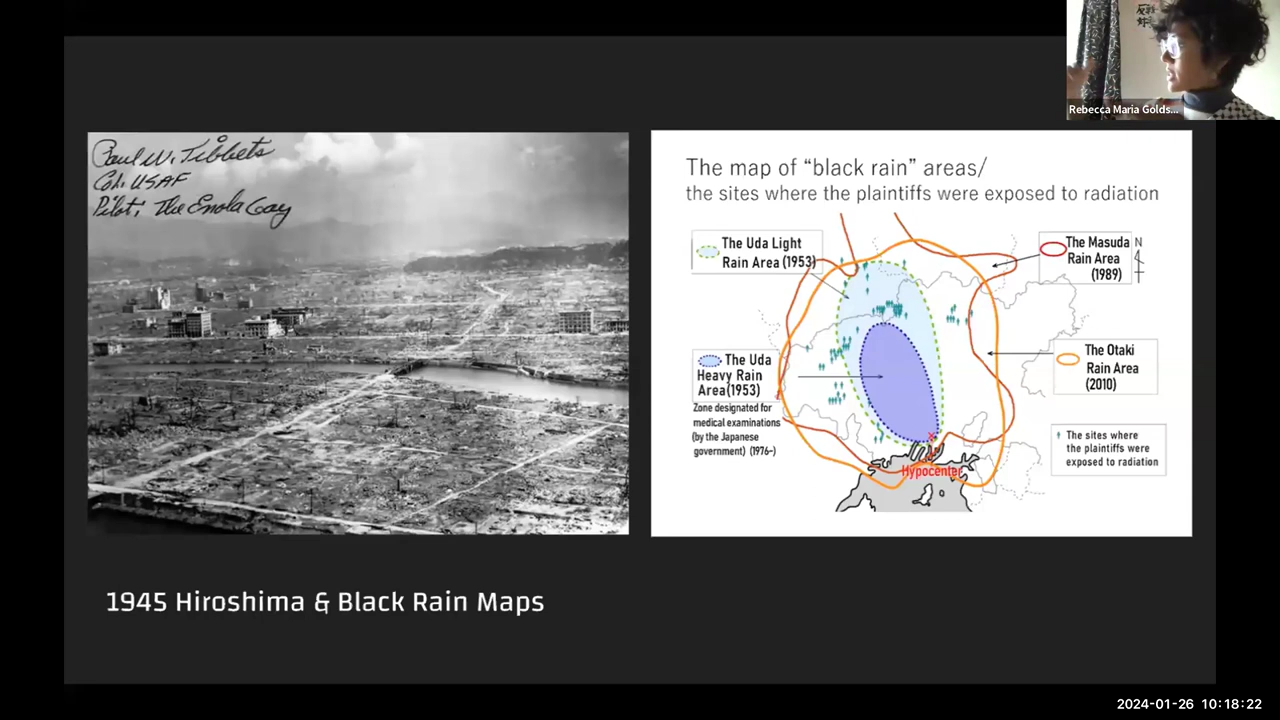 Rebecca Maria Golds...
Paul W. Tibbets
Col. USAF
Pilot: The Enola Gay
The map of “black rain” areas/
the sites where the plaintiffs were exposed to radiation
The Uda Light
Rain Area (1953)
The Masuda
Rain Area
(1989)
N
The Uda
Heavy Rain
Area(1953)
Zone designated for
medical examinations
(by the Japanese
government) (1976-)
The Otaki
Rain Area
(2010)
The sites where
the plaintiffs were
exposed to radiation
Hypocenter
1945 Hiroshima & Black Rain Maps
2024-01-26 10:18:22